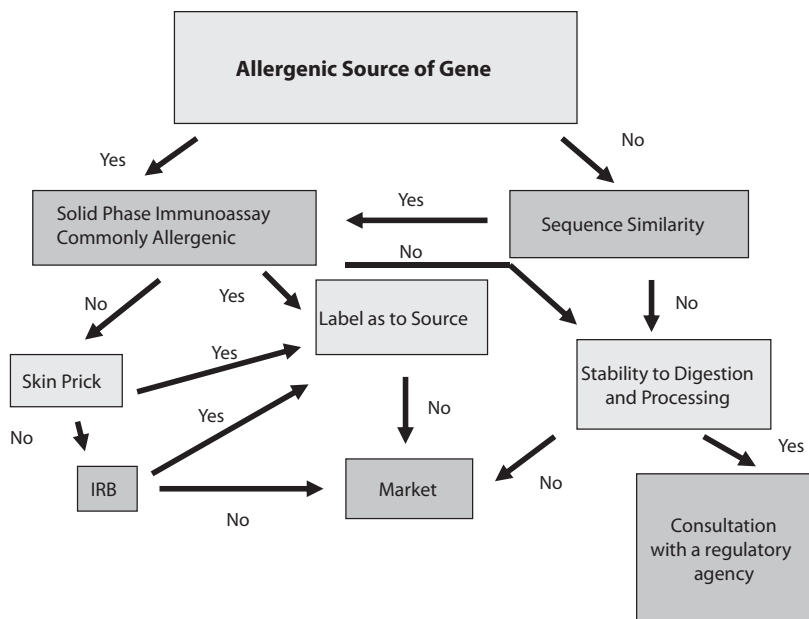 Allergenic Source of Gene
Yes
No
Solid Phase Immunoassay
Commonly Allergenic
Yes
Sequence Similarity
No
No
Yes
Label as to Source
No
Skin Prick
Yes
Stability to Digestion
and Processing
No
Yes
No
Yes
IRB
No
Market
No
Consultation
with a regulatory
agency